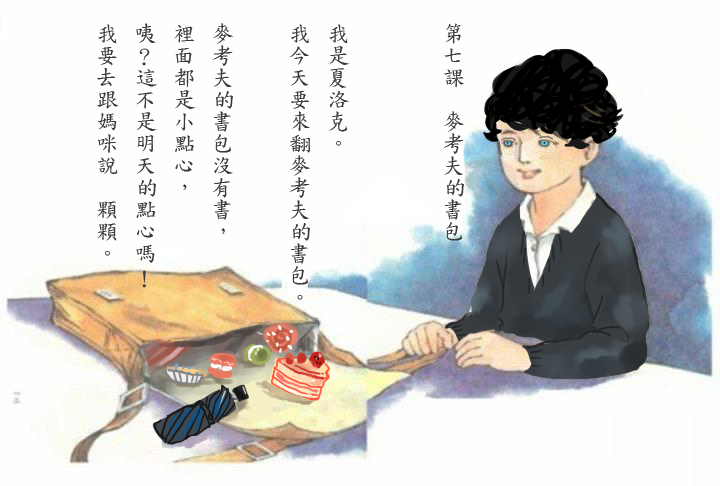 第七課　麥考夫的書包
我是夏洛克。
我今天要來翻麥考夫的書包。
麥考夫的書包沒有書，
裡面都是小點心，
咦？這不是明天的點心嗎！
我要去跟媽咪說　顆顆。
一五